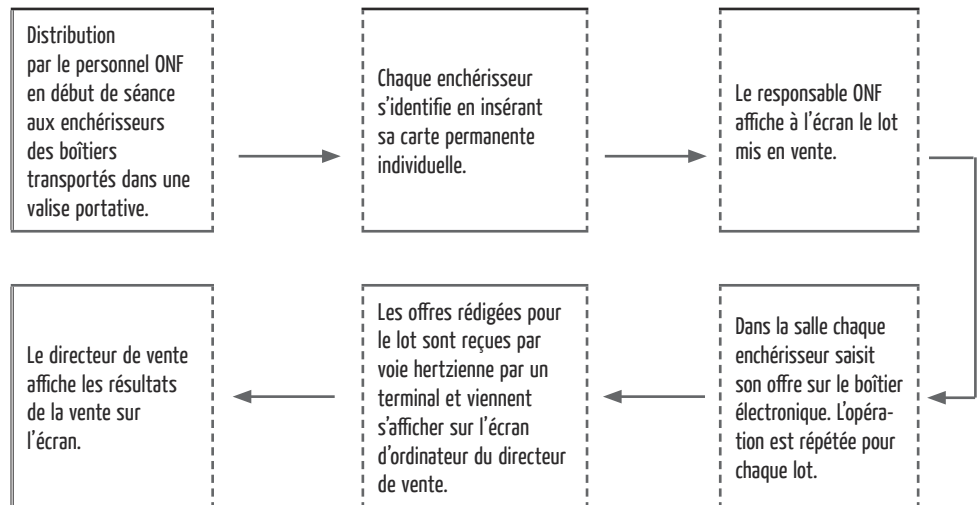 Distribution
par le personnel ONF
en début de séance
aux enchérisseurs
des boîtiers
transportés dans une
valise portative.
Chaque enchérisseur
s'identifie en insérant
sa carte permanente
individuelle.
Le responsable ONF
affiche à l'écran le lot
mis en vente.
Dans la salle chaque
enchérisseur saisit
son offre sur le boîtier
électronique. L'opéra-
tion est répétée pour
chaque lot.
Les offres rédigées pour
le lot sont reçues par
voie hertzienne par un
terminal et viennent
s'afficher sur l'écran
d'ordinateur du directeur
de vente.
Le directeur de vente
affiche les résultats
de la vente sur
l'écran.